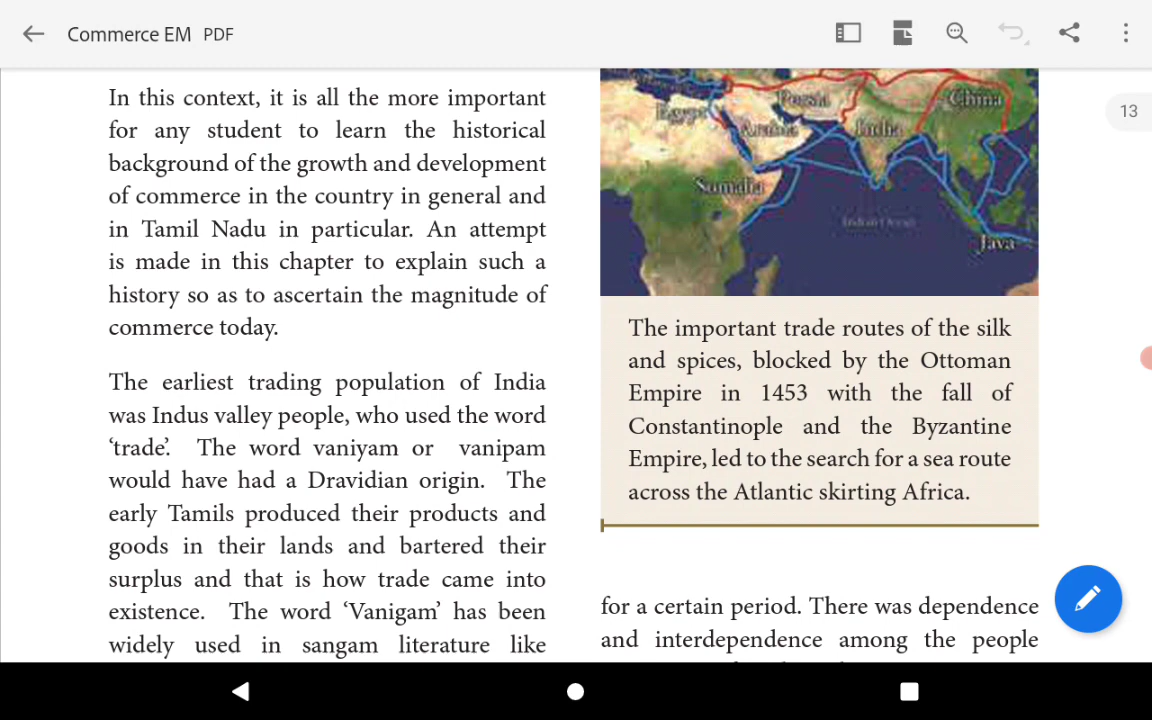 Commerce EM PDF
13
In this context, it is all the more important
for any student to learn the historical
background of the growth and development
of commerce in the country in general and
in Tamil Nadu in particular. An attempt
is made in this chapter to explain such a
history so as to ascertain the magnitude of
commerce today.
The earliest trading population of India
was Indus valley people, who used the word
‘trade’. The word vaniyam or vanipam
would have had a Dravidian origin. The
early Tamils produced their products and
goods in their lands and bartered their
surplus and that is how trade came into
existence. The word ‘Vanigam’ has been
widely used in sangam literature like
Persia
China
Egypt
Arabia
India
Somalia
Indian Ocean
Java
The important trade routes of the silk
and spices, blocked by the Ottoman
Empire in 1453 with the fall of
Constantinople and the Byzantine
Empire, led to the search for a sea route
across the Atlantic skirting Africa.
for a certain period. There was dependence
and interdependence among the people